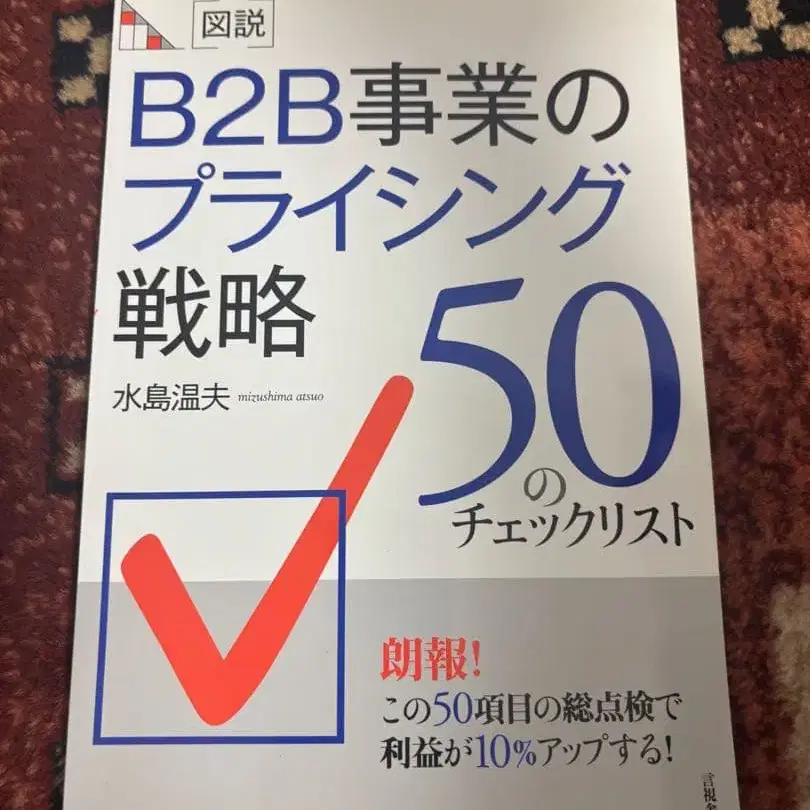 [図説]
B2B事業の
プライシング
戦略
水島温夫 mizushima atsuo
50
の
チェックリスト
朗報!
この50項目の総点検で
利益が10%アップする!
言視